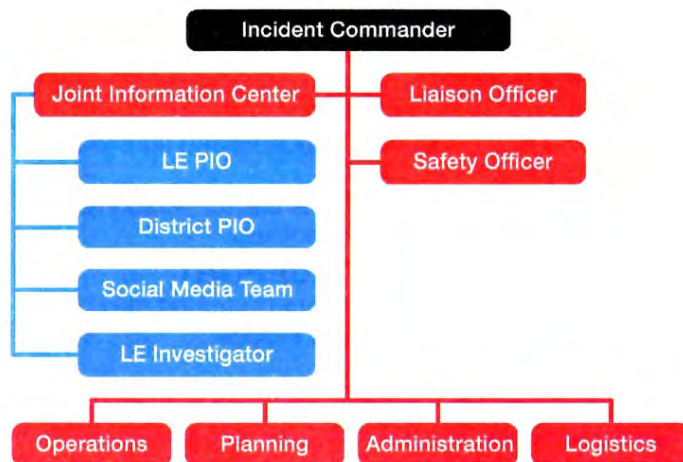 Incident Commander
Joint Information Center
Liaison Officer
LE PIO
Safety Officer
District PIO
Social Media Team
LE Investigator
Operations
Planning
Administration
Logistics